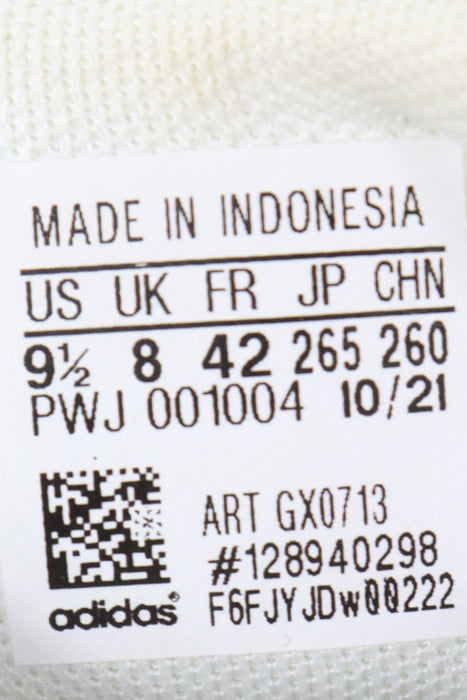 MADE IN INDONESIA
US UK FR JP CHN
9½ 8 42 265 260
PWJ 001004 10/21
ART GX0713
#128940298
adidas® F6FJYJDw00222